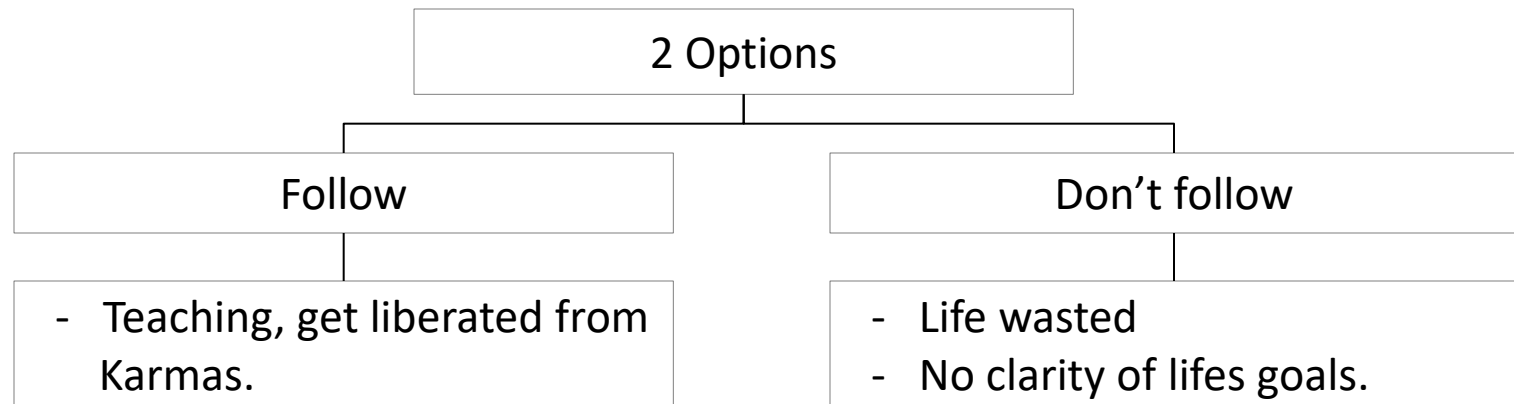 2 Options
Follow
Don’t follow
- Teaching, get liberated from
Karmas.
- Life wasted
- No clarity of lifes goals.